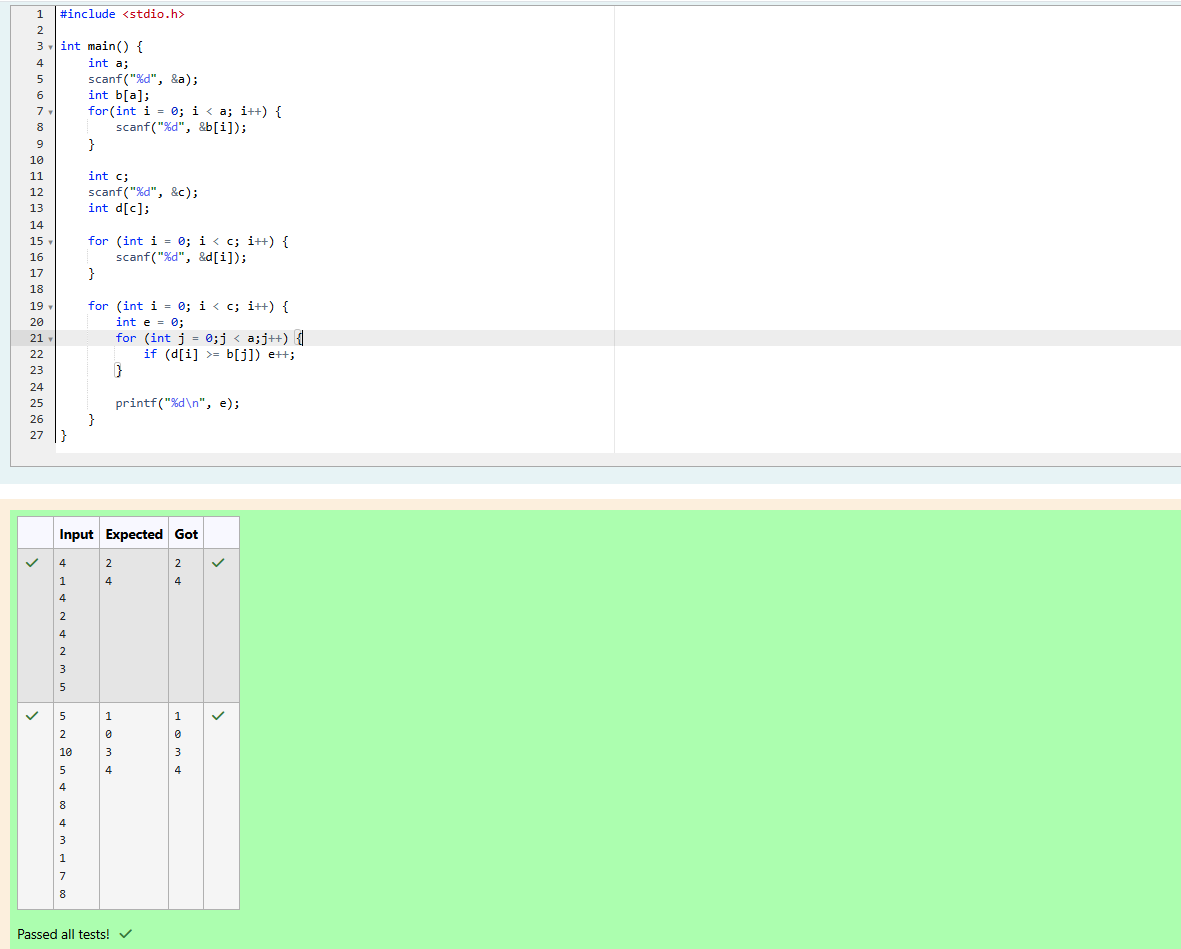 1 #include <stdio.h>
2
3 int main() {
4     int a;
5     scanf("%d", &a);
6     int b[a];
7     for(int i = 0; i < a; i++) {
8         scanf("%d", &b[i]);
9     }
10
11     int c;
12     scanf("%d", &c);
13     int d[c];
14
15     for (int i = 0; i < c; i++) {
16         scanf("%d", &d[i]);
17     }
18
19     for (int i = 0; i < c; i++) {
20         int e = 0;
21         for (int j = 0;j < a;j++) {
22             if (d[i] >= b[j]) e++;
23         }
24
25         printf("%d\n", e);
26     }
27 }
Input Expected Got
4 2 2
1 4 4
4
2
4
2
3
5
5 1 1
2 0 0
10 3 3
5 4 4
4
8
4
3
1
7
8
Passed all tests!